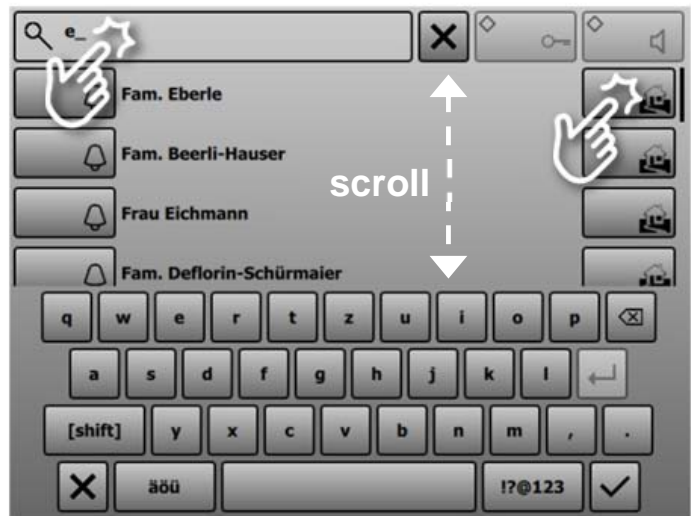 e_
Fam. Eberle
Fam. Beerli-Hauser
scroll
Frau Eichmann
Fam. Deflorin-Schürmaier
q w e r t z u i o p
a s d f g h j k l
[shift] y x c v b n m , .
äöü !?@123